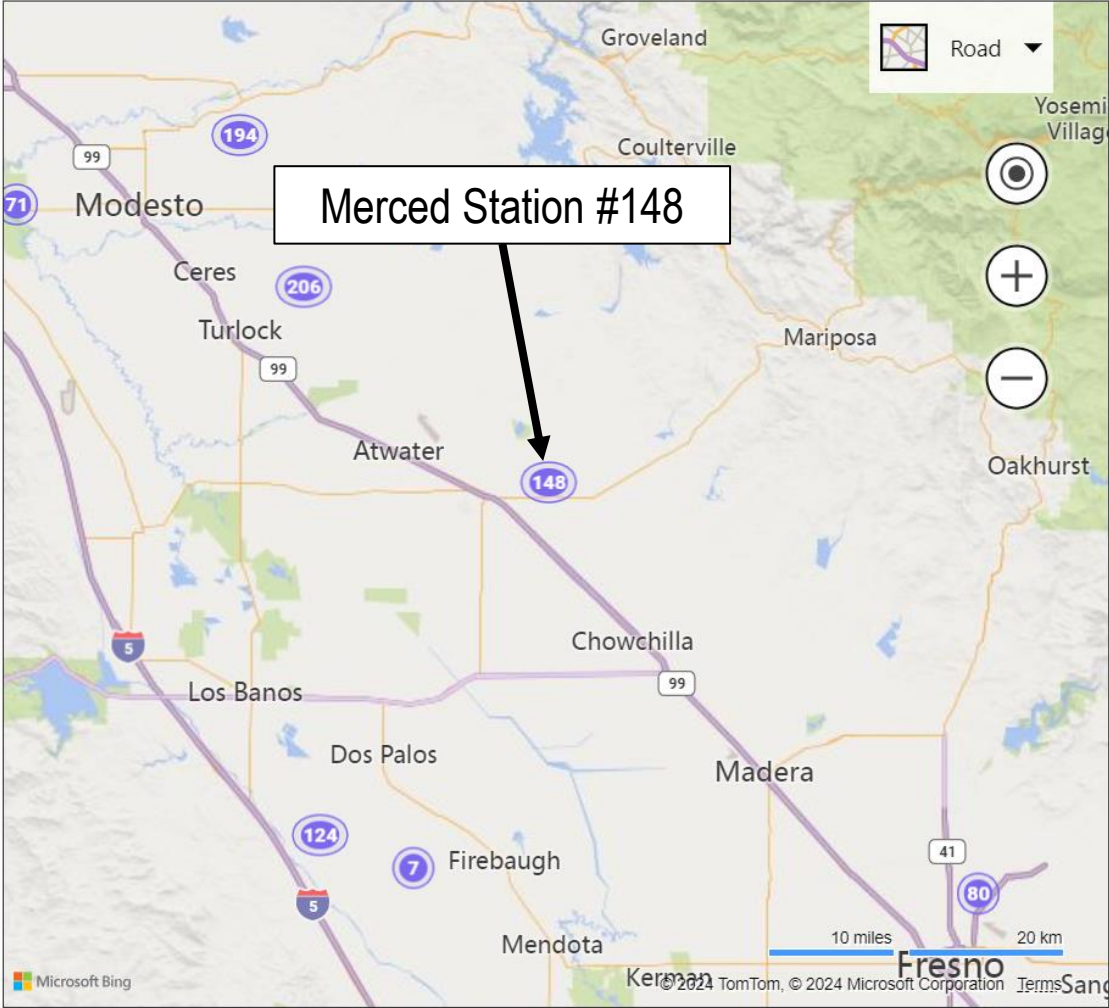 Groveland
Road
Yosemi
Village
194
Coulterville
99
Merced Station #148
71
Modesto
Ceres
206
Turlock
Mariposa
99
Atwater
Oakhurst
148
Chowchilla
5
99
Los Banos
Dos Palos
Madera
124
41
7
Firebaugh
80
5
10 miles
20 km
Mendota
Fresno
Microsoft Bing
Kerman
© 2024 TomTom, © 2024 Microsoft Corporation Terms
Sang